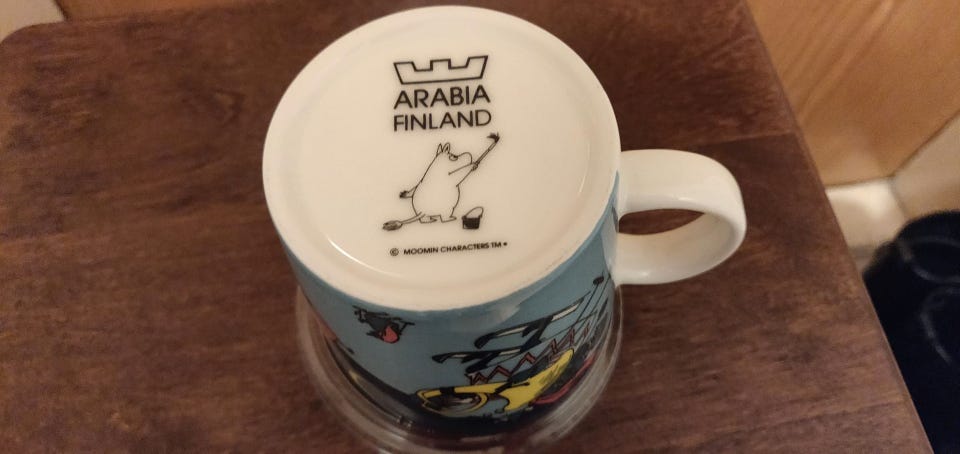 ARABIA
FINLAND
© MOOMIN CHARACTERS TM